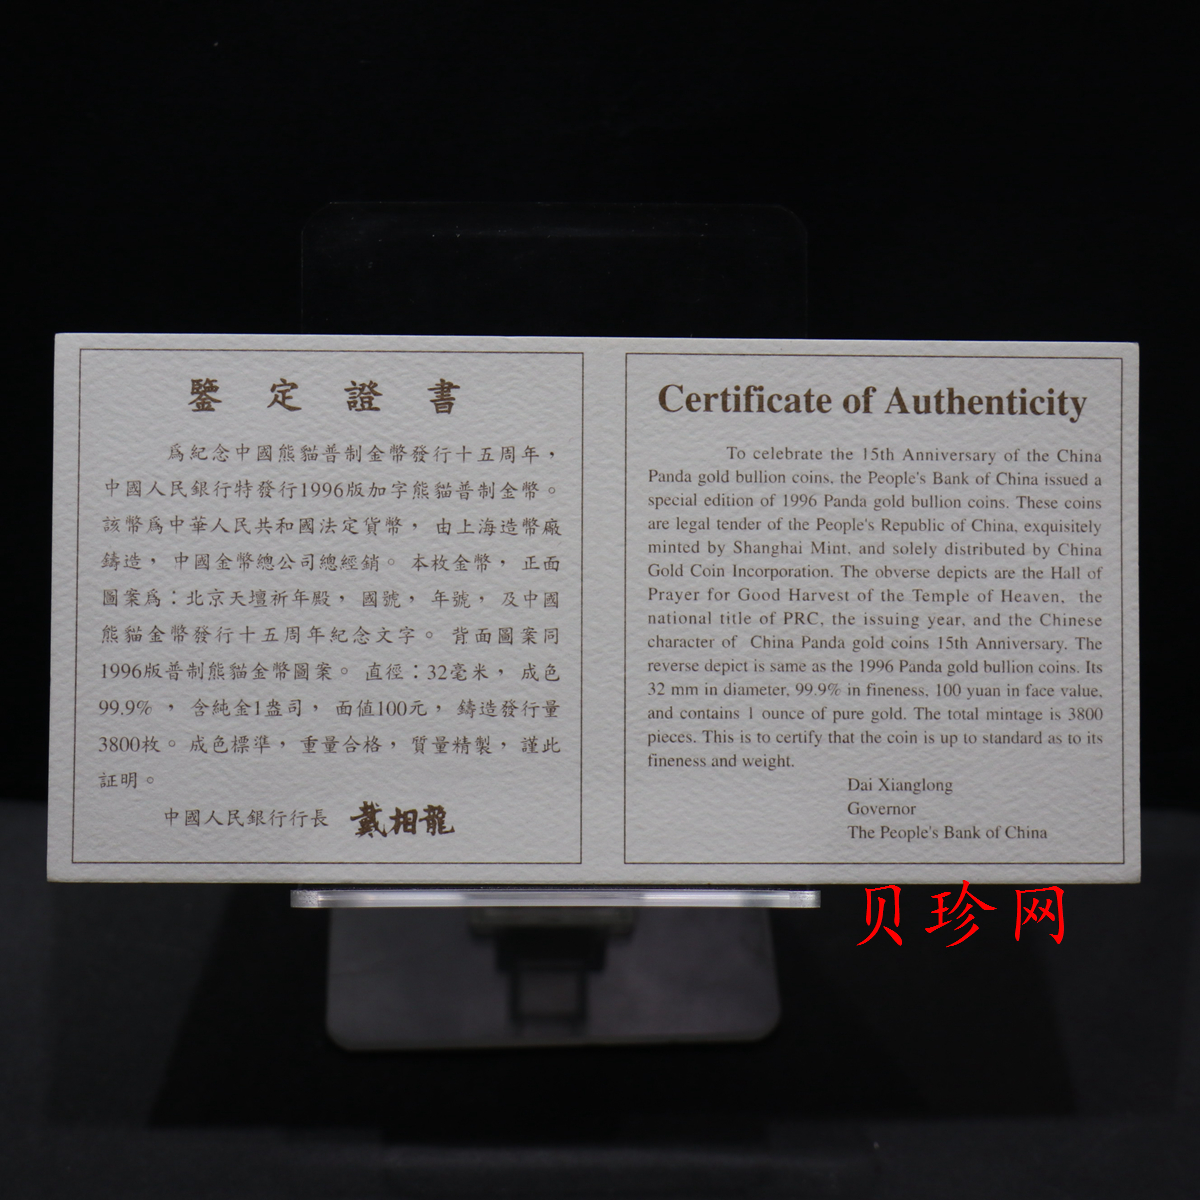 鑒定證書
爲紀念中國熊貓普制金幣發行十五周年，
中國人民銀行特發行1996版加字熊貓普制金幣。
該幣爲中華人民共和國法定貨幣，由上海造幣廠
鑄造，中國金幣總公司總經銷。本枚金幣，正面
圖案爲：北京天壇祈年殿，國號，年號，及中國
熊貓金幣發行十五周年紀念文字。背面圖案同
1996版普制熊貓金幣圖案。直徑：32毫米，成色
99.9%，含純金1盎司，面值100元，鑄造發行量
3800枚。成色標準，重量合格，質量精製，謹此
証明。
中國人民銀行行長 戴相龍
Certificate of Authenticity
To celebrate the 15th Anniversary of the China
Panda gold bullion coins, the People's Bank of China issued a
special edition of 1996 Panda gold bullion coins. These coins
are legal tender of the People's Republic of China, exquisitely
minted by Shanghai Mint, and solely distributed by China
Gold Coin Incorporation. The obverse depicts are the Hall of
Prayer for Good Harvest of the Temple of Heaven, the
national title of PRC, the issuing year, and the Chinese
character of China Panda gold coins 15th Anniversary. The
reverse depict is same as the 1996 Panda gold bullion coins. Its
32 mm in diameter, 99.9% in fineness, 100 yuan in face value,
and contains 1 ounce of pure gold. The total mintage is 3800
pieces. This is to certify that the coin is up to standard as to its
fineness and weight.
Dai Xianglong
Governor
The People's Bank of China
贝珍网